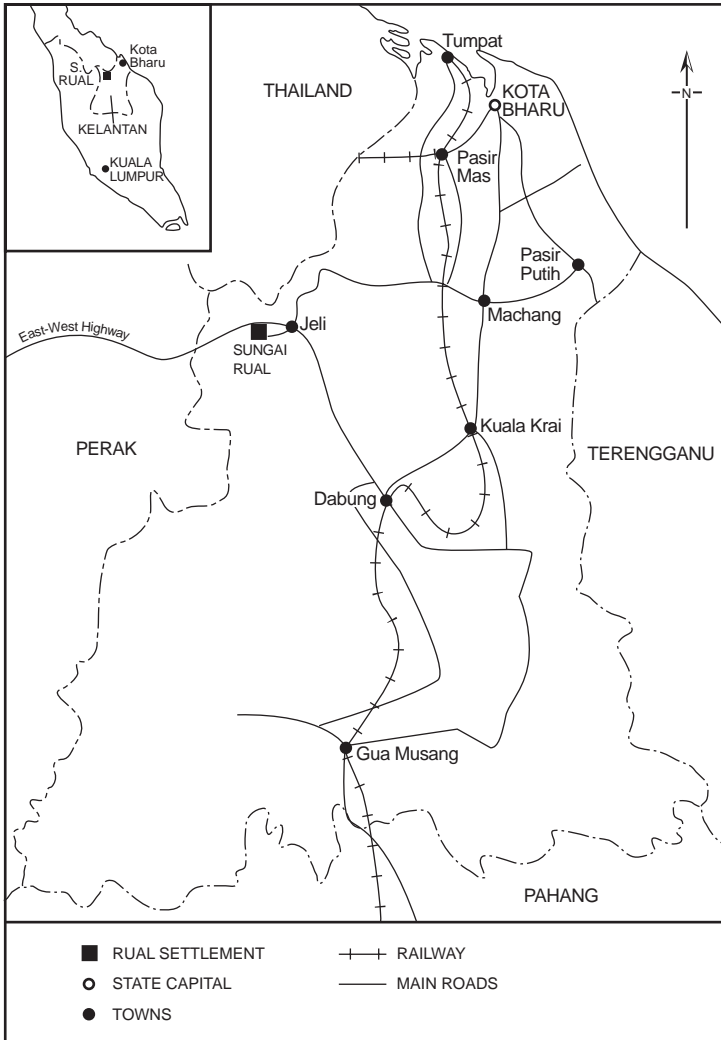 Kota
Bharu
S.
RUAL
KELANTAN
KUALA
LUMPUR
Tumpat
THAILAND
KOTA
BHARU
N
Pasir
Mas
Pasir
Putih
Machang
East-West Highway
Jeli
SUNGAI
RUAL
Kuala Krai
PERAK
TERENGGANU
Dabung
Gua Musang
PAHANG
RUAL SETTLEMENT
RAILWAY
STATE CAPITAL
MAIN ROADS
TOWNS